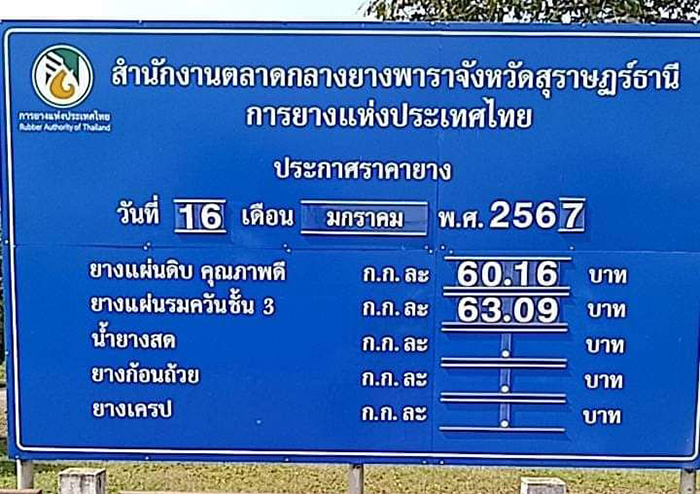 สำนักงานตลาดกลางยางพาราจังหวัดสุราษฎร์ธานี
การยางแห่งประเทศไทย
การยางแห่งประเทศไทย
Rubber Authority of Thailand
ประกาศราคายาง
วันที่ 16 เดือน มกราคม พ.ศ. 2567
ยางแผ่นดิบ คุณภาพดี ก.ก. ละ 60.16 บาท
ยางแผ่นรมควันชั้น 3 ก.ก. ละ 63.09 บาท
น้ำยางสด ก.ก. ละ . บาท
ยางก้อนถ้วย ก.ก. ละ . บาท
ยางเครป ก.ก. ละ . บาท